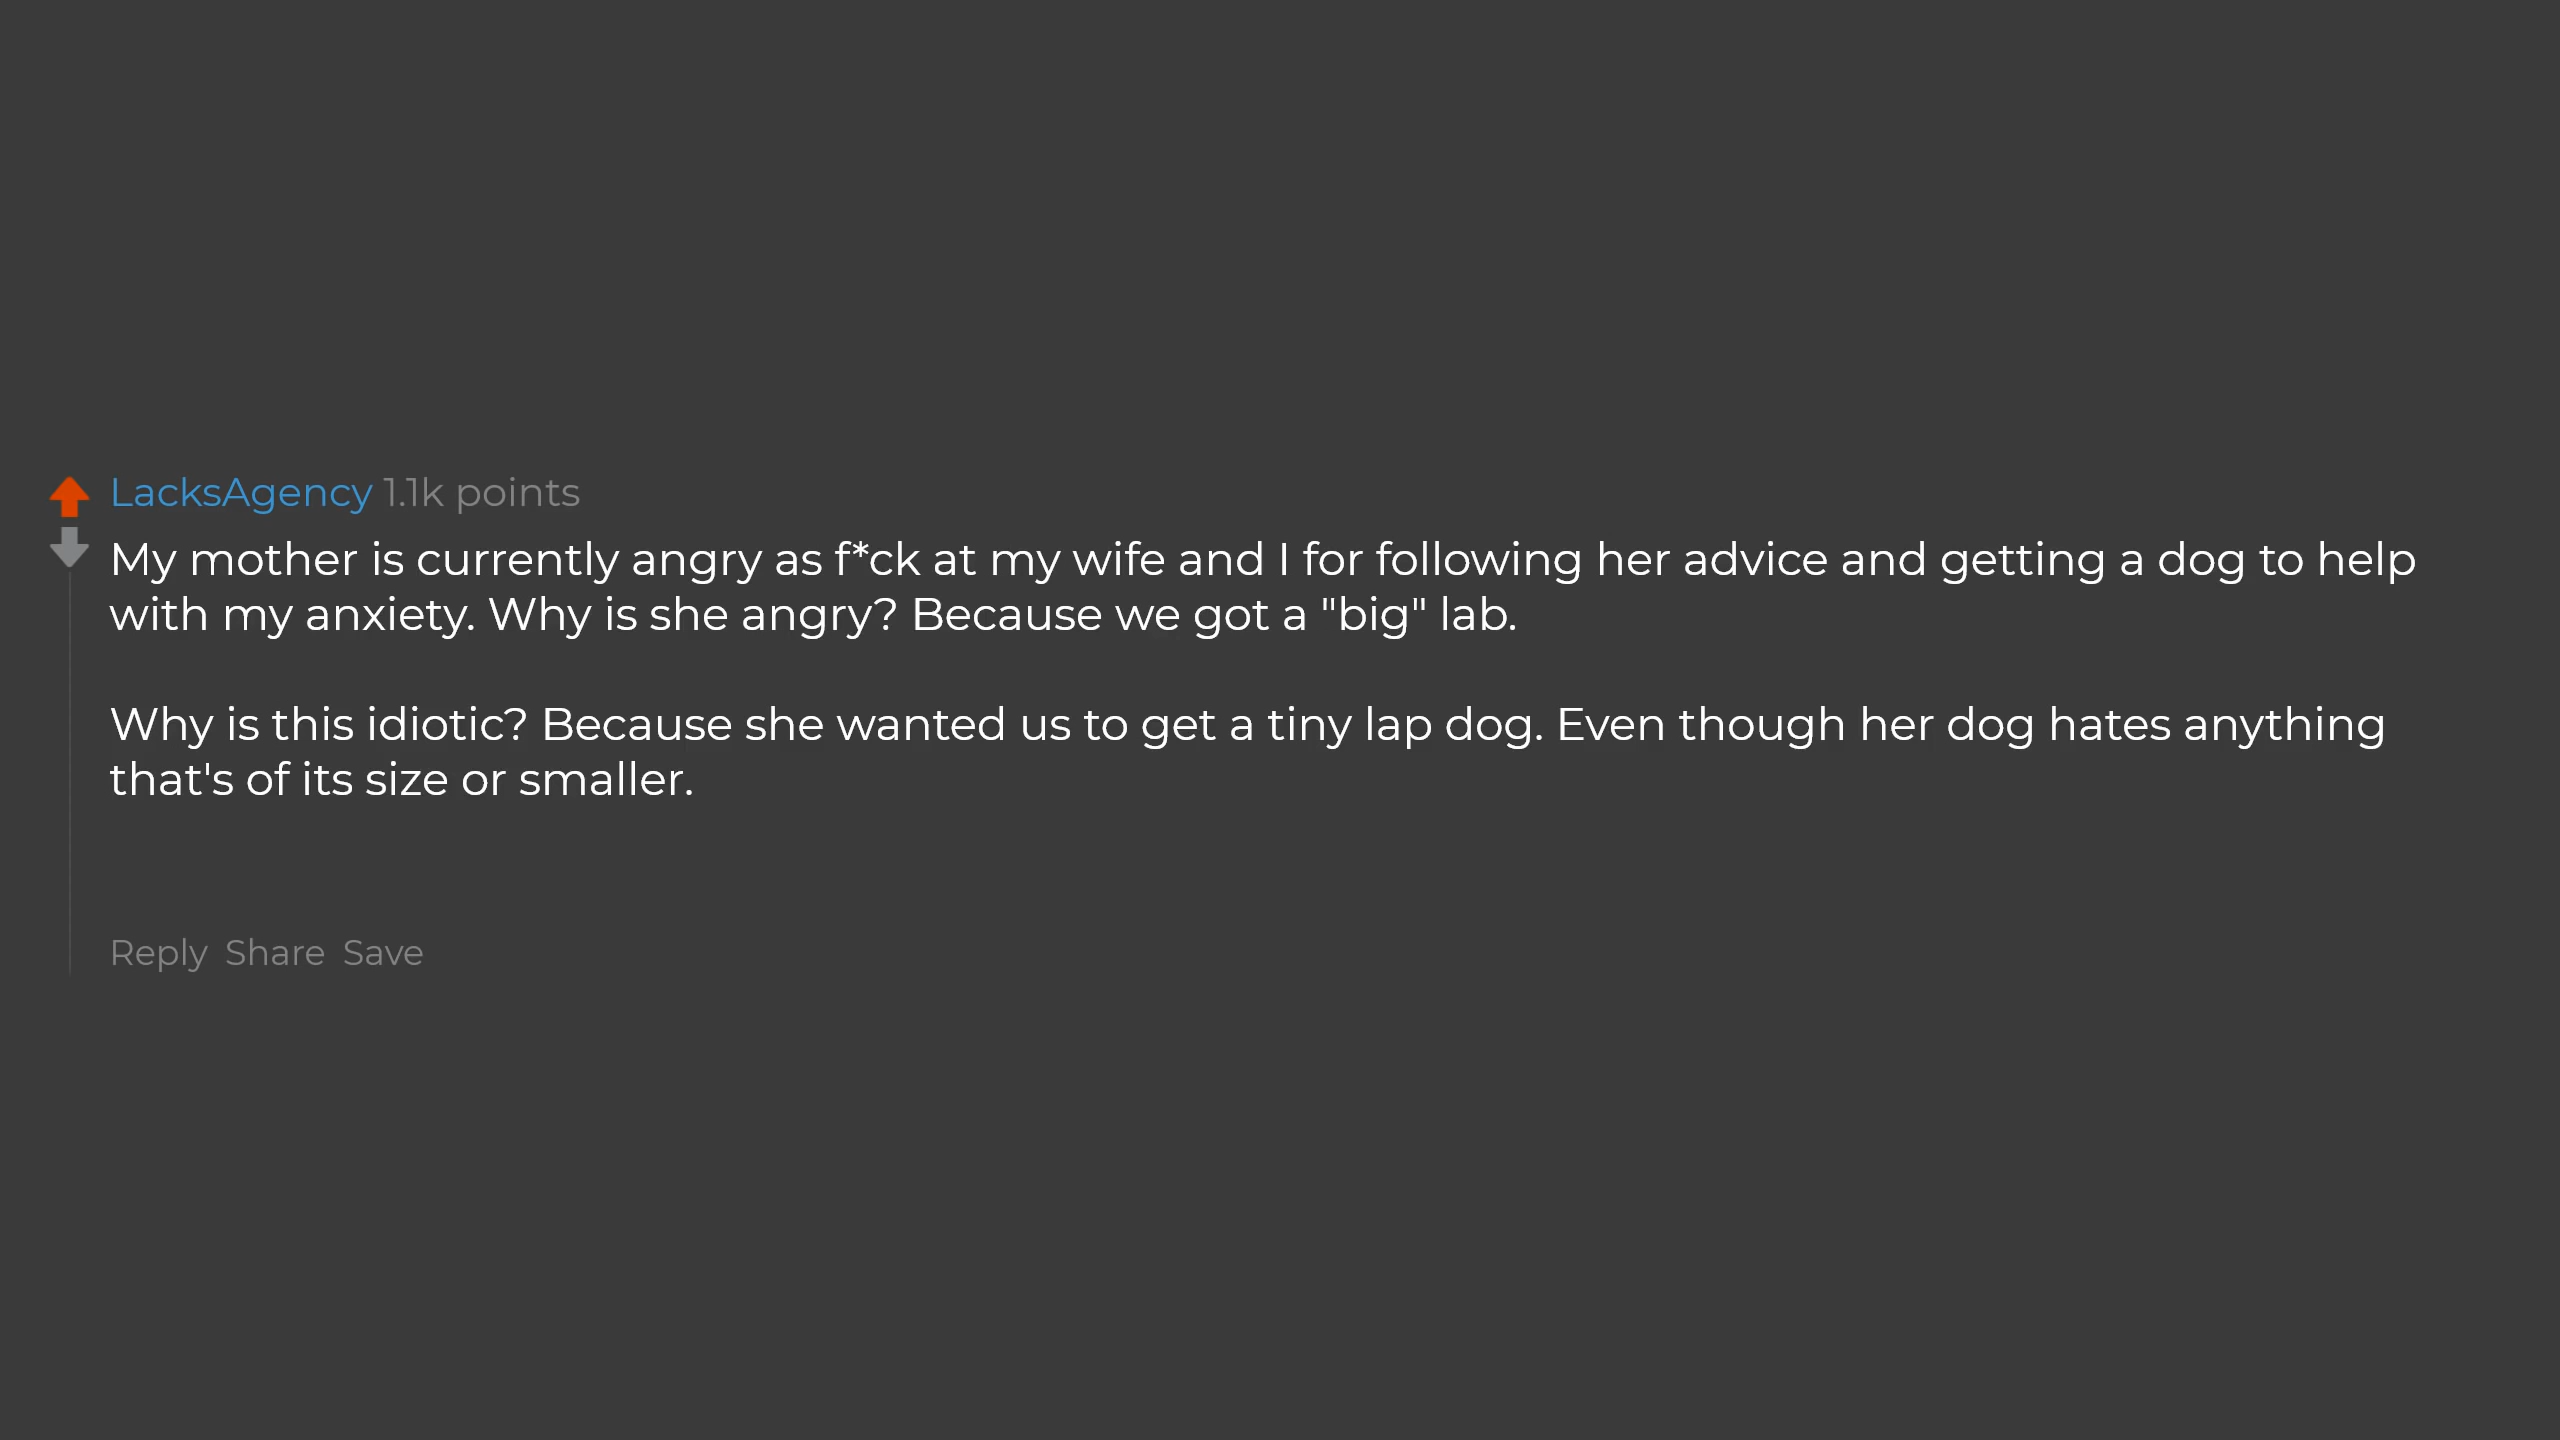 LacksAgency 1.1k points
My mother is currently angry as f*ck at my wife and I for following her advice and getting a dog to help
with my anxiety. Why is she angry? Because we got a "big" lab.
Why is this idiotic? Because she wanted us to get a tiny lap dog. Even though her dog hates anything
that's of its size or smaller.
Reply Share Save